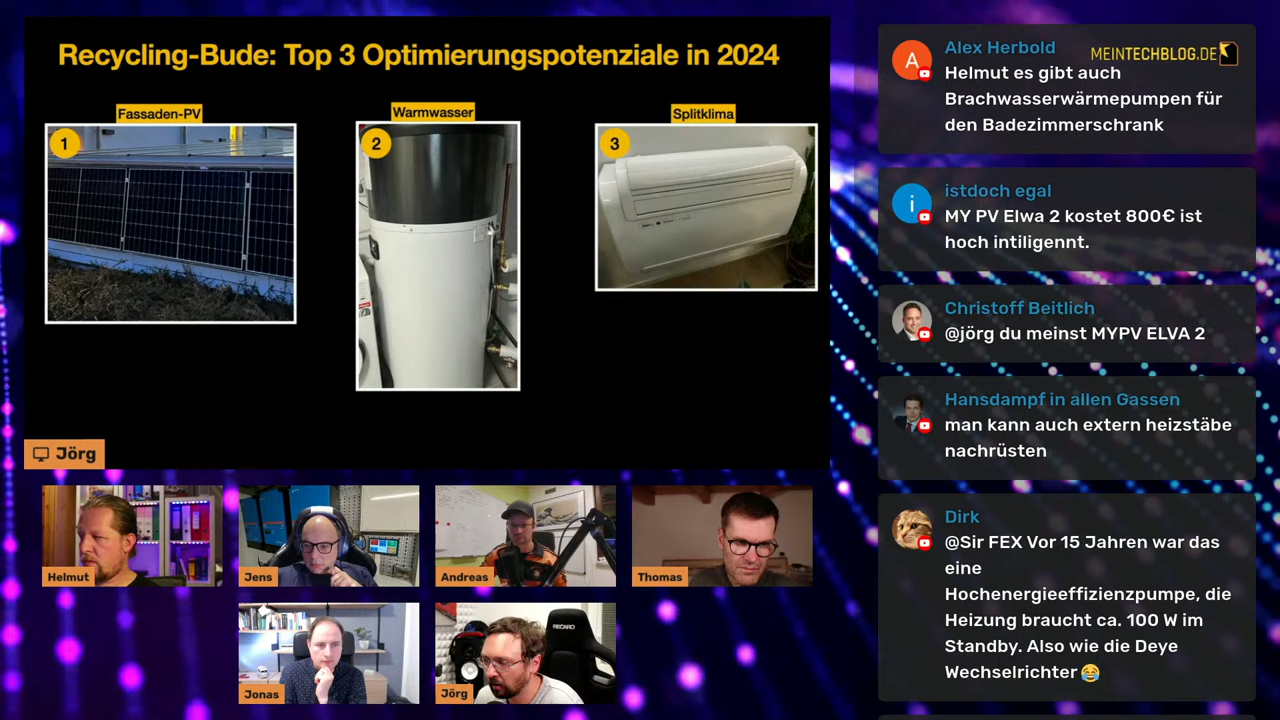 Recycling-Bude: Top 3 Optimierungspotenziale in 2024
Fassaden-PV
1
Warmwasser
2
Splitklima
3
Jörg
Helmut
Jens
Andreas
Thomas
Jonas
Jörg
RECARO
MEINTECHBLOG.DE
A
Alex Herbold
Helmut es gibt auch
Brachwasserwärmepumpen für
den Badezimmerschrank
i
istdoch egal
MY PV Elwa 2 kostet 800€ ist
hoch intiligennt.
Christoff Beitlich
@jörg du meinst MYPV ELVA 2
Hansdampf in allen Gassen
man kann auch extern heizstäbe
nachrüsten
Dirk
@Sir FEX Vor 15 Jahren war das
eine
Hochenergieeffizienzpumpe, die
Heizung braucht ca. 100 W im
Standby. Also wie die Deye
Wechselrichter😂